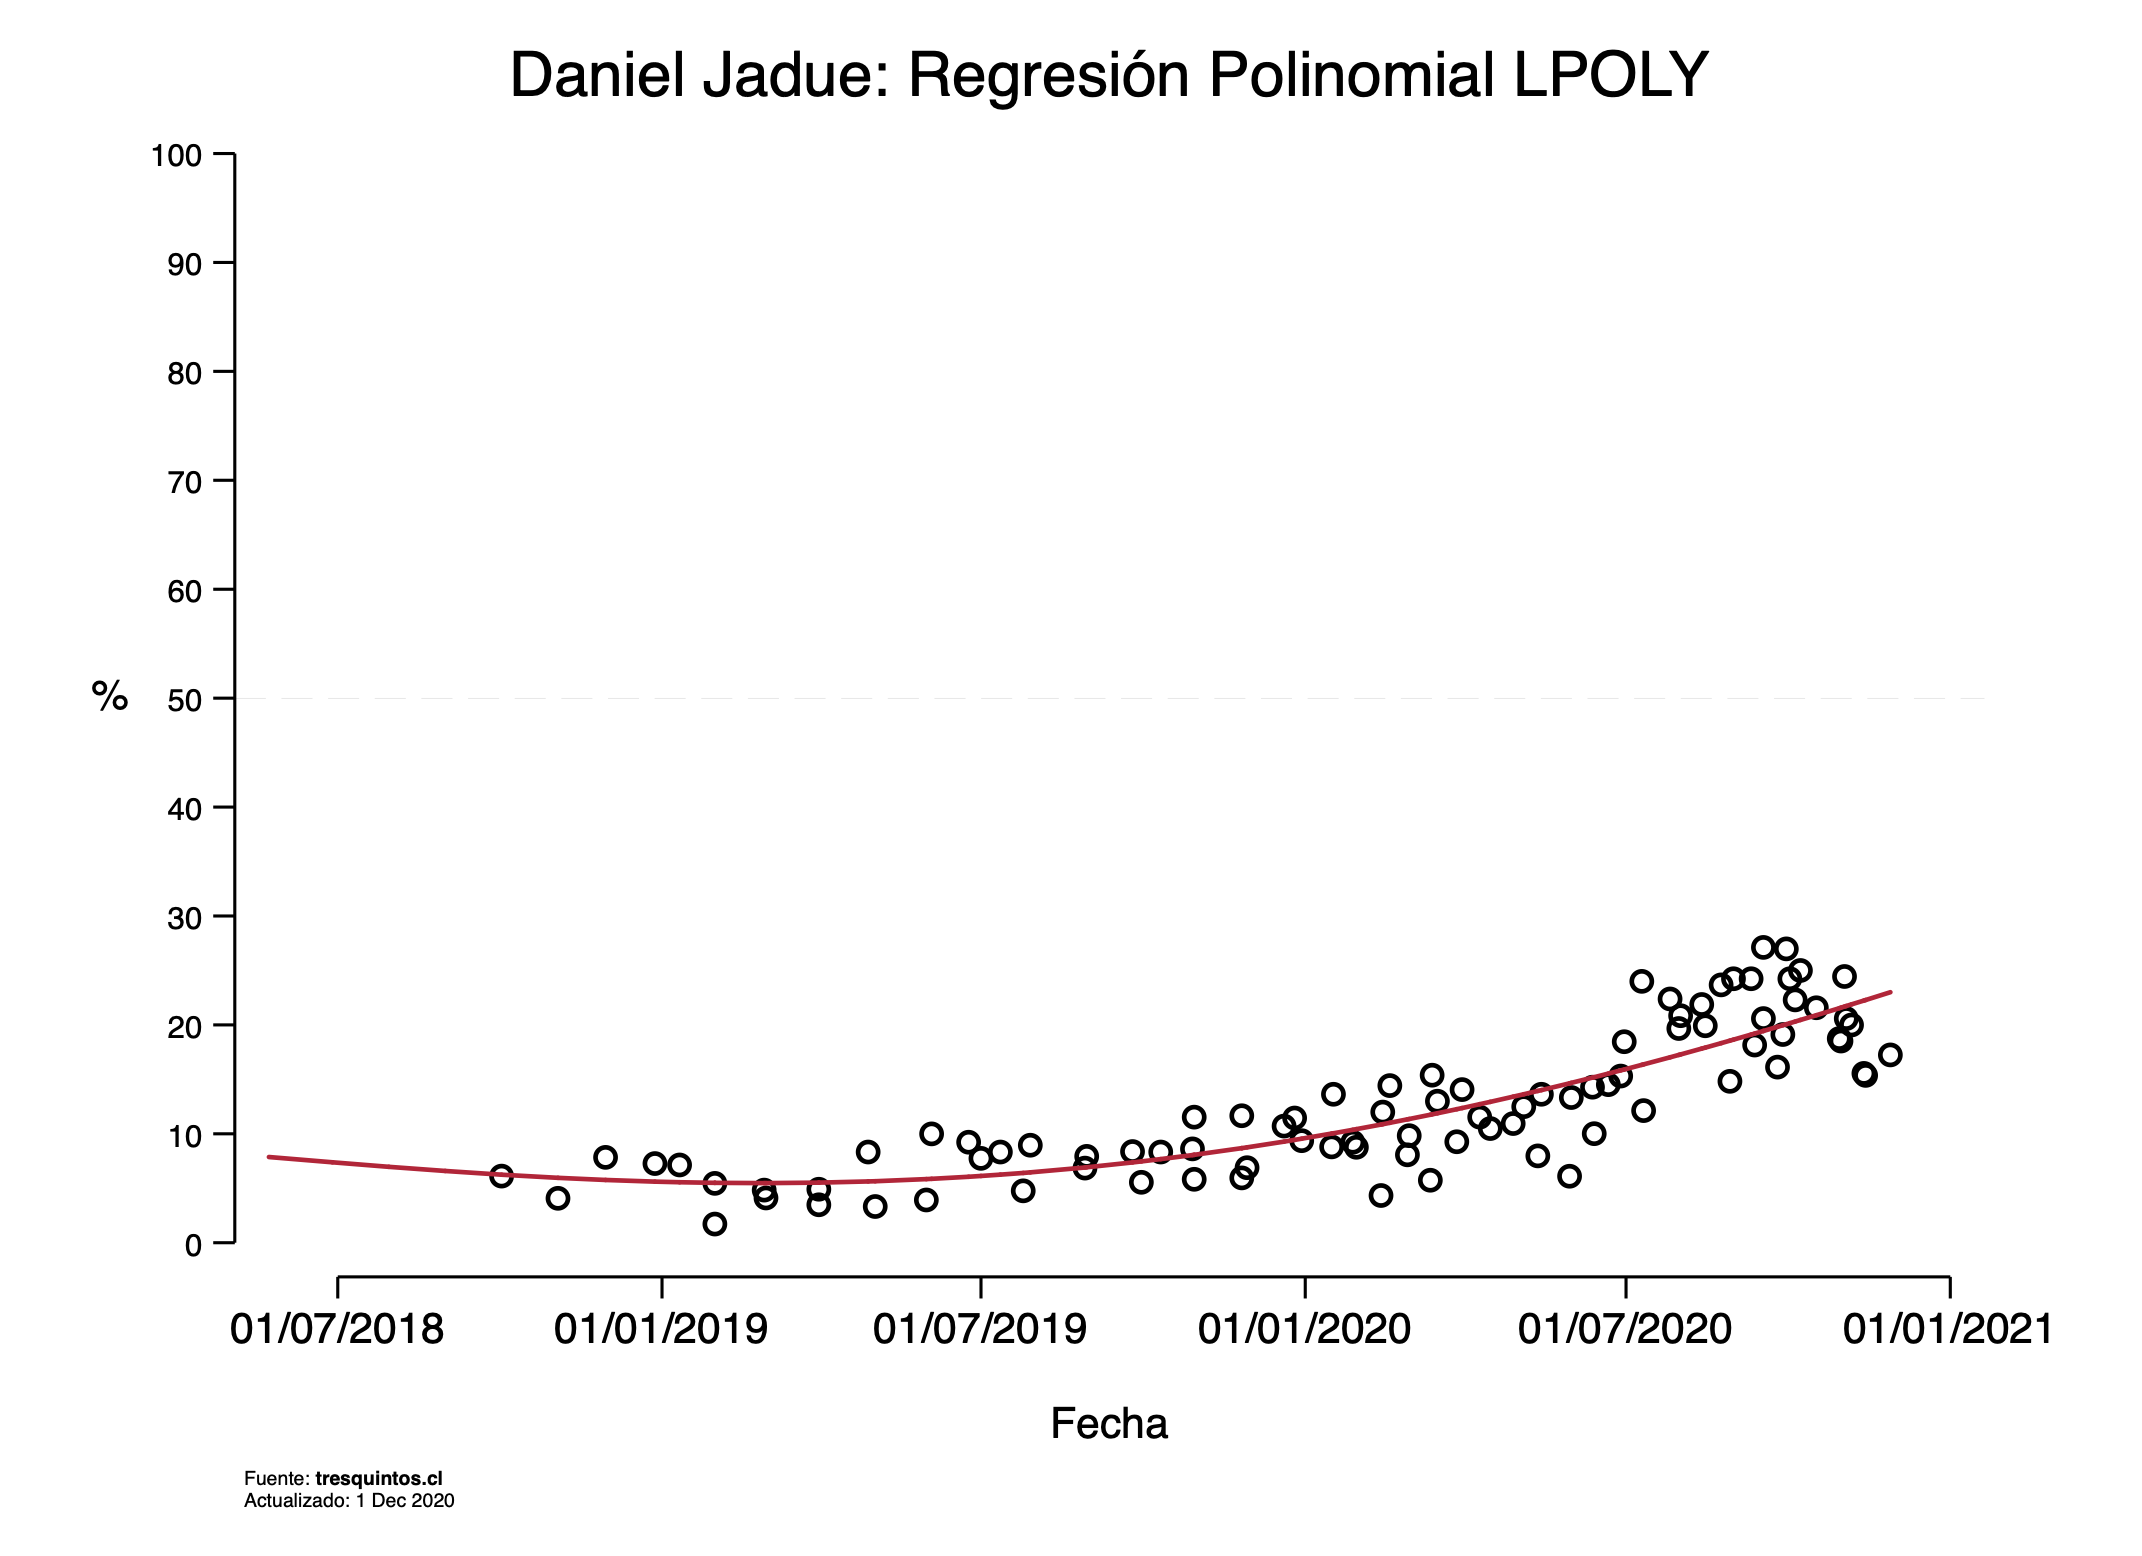 Daniel Jadue: Regresión Polinomial LPOLY
100
90
80
70
60
% 50
40
30
20
10
0
01/07/2018 01/01/2019 01/07/2019 01/01/2020 01/07/2020 01/01/2021
Fecha
Fuente: tresquintos.cl
Actualizado: 1 Dec 2020